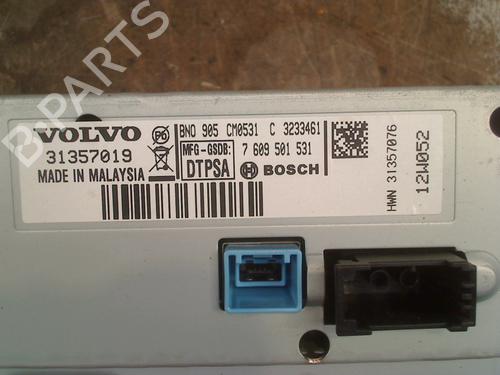 VOLVO
31357019
MADE IN MALAYSIA
PD
BNO 905 CM0531 C 3233461
MFG-GSDB:
DTPSA
7 609 501 531
BOSCH
HWN 31357076
12W052
B-PARTS